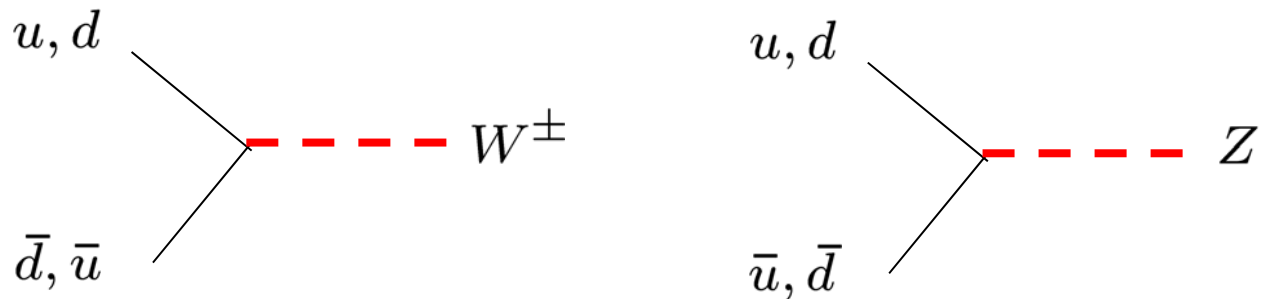 u, d
W^±
d̄, ū
u, d
Z
ū, d̄